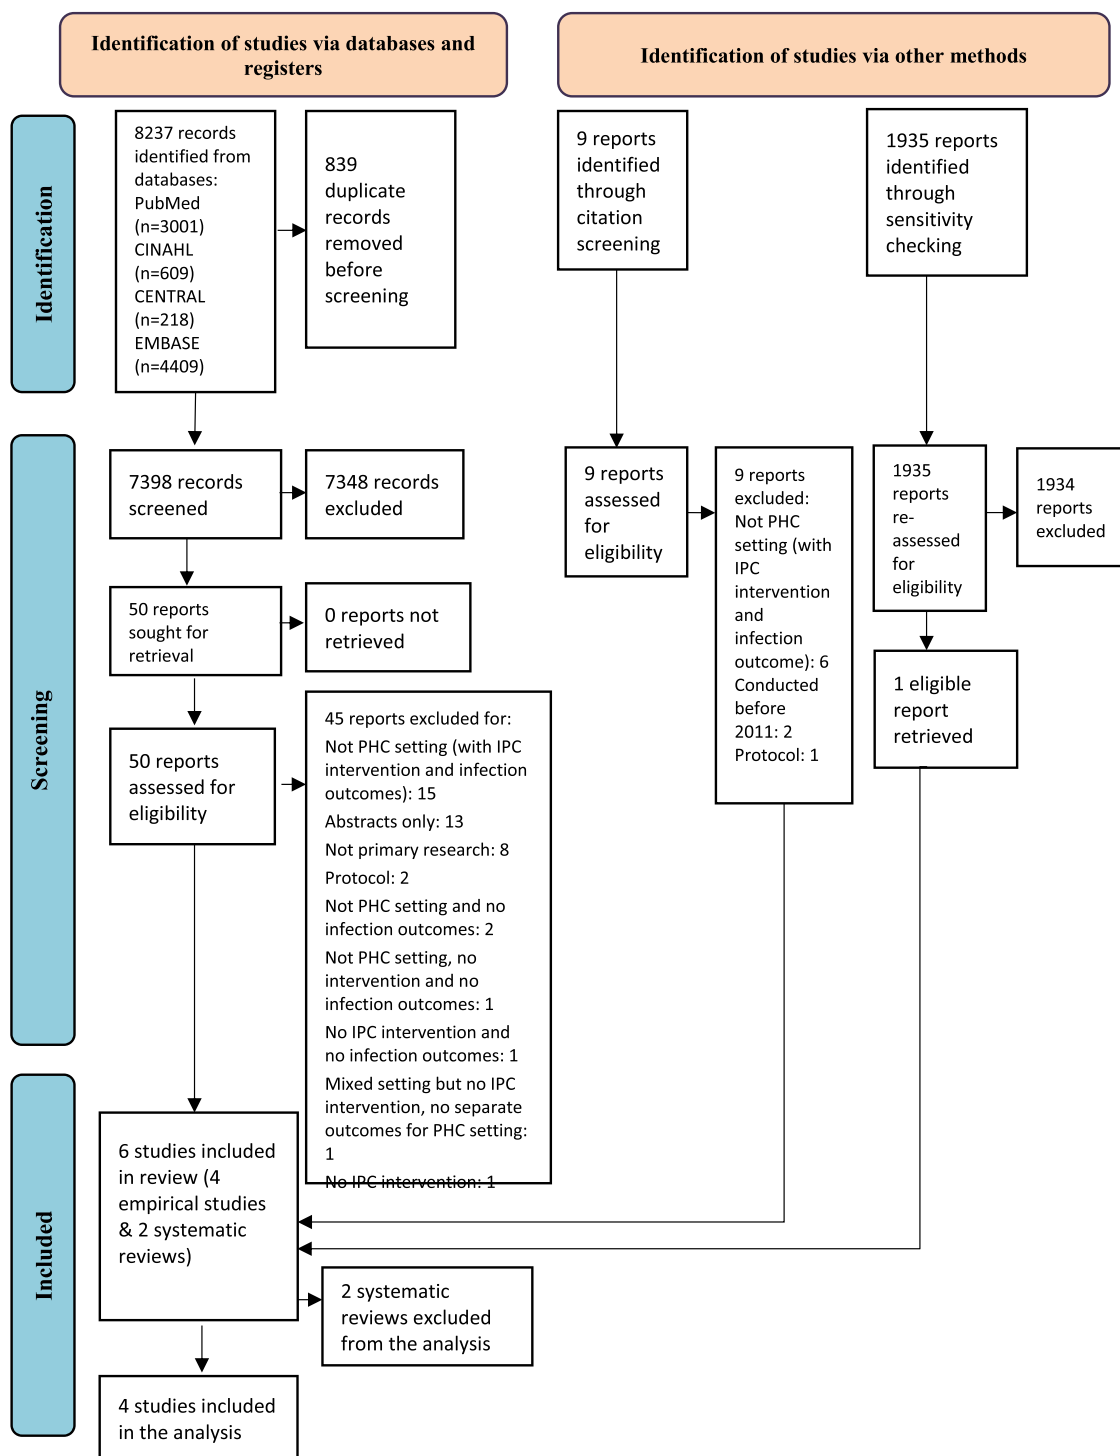 Identification of studies via databases and
registers
Identification of studies via other methods
Identification
8237 records
identified from
databases:
PubMed
(n=3001)
CINAHL
(n=609)
CENTRAL
(n=218)
EMBASE
(n=4409)
839
duplicate
records
removed
before
screening
9 reports
identified
through
citation
screening
1935 reports
identified
through
sensitivity
checking
Screening
7398 records
screened
7348 records
excluded
50 reports
sought for
retrieval
0 reports not
retrieved
50 reports
assessed for
eligibility
45 reports excluded for:
Not PHC setting (with IPC
intervention and infection
outcomes): 15
Abstracts only: 13
Not primary research: 8
Protocol: 2
Not PHC setting and no
infection outcomes: 2
Not PHC setting, no
intervention and no
infection outcomes: 1
No IPC intervention and
no infection outcomes: 1
Mixed setting but no IPC
intervention, no separate
outcomes for PHC setting:
1
No IPC intervention: 1
9 reports
assessed
for
eligibility
9 reports
excluded:
Not PHC
setting (with
IPC
intervention
and
infection
outcome): 6
Conducted
before
2011: 2
Protocol: 1
1935
reports
re-
assessed
for
eligibility
1934
reports
excluded
1 eligible
report
retrieved
Included
6 studies included
in review (4
empirical studies
& 2 systematic
reviews)
2 systematic
reviews excluded
from the analysis
4 studies included
in the analysis